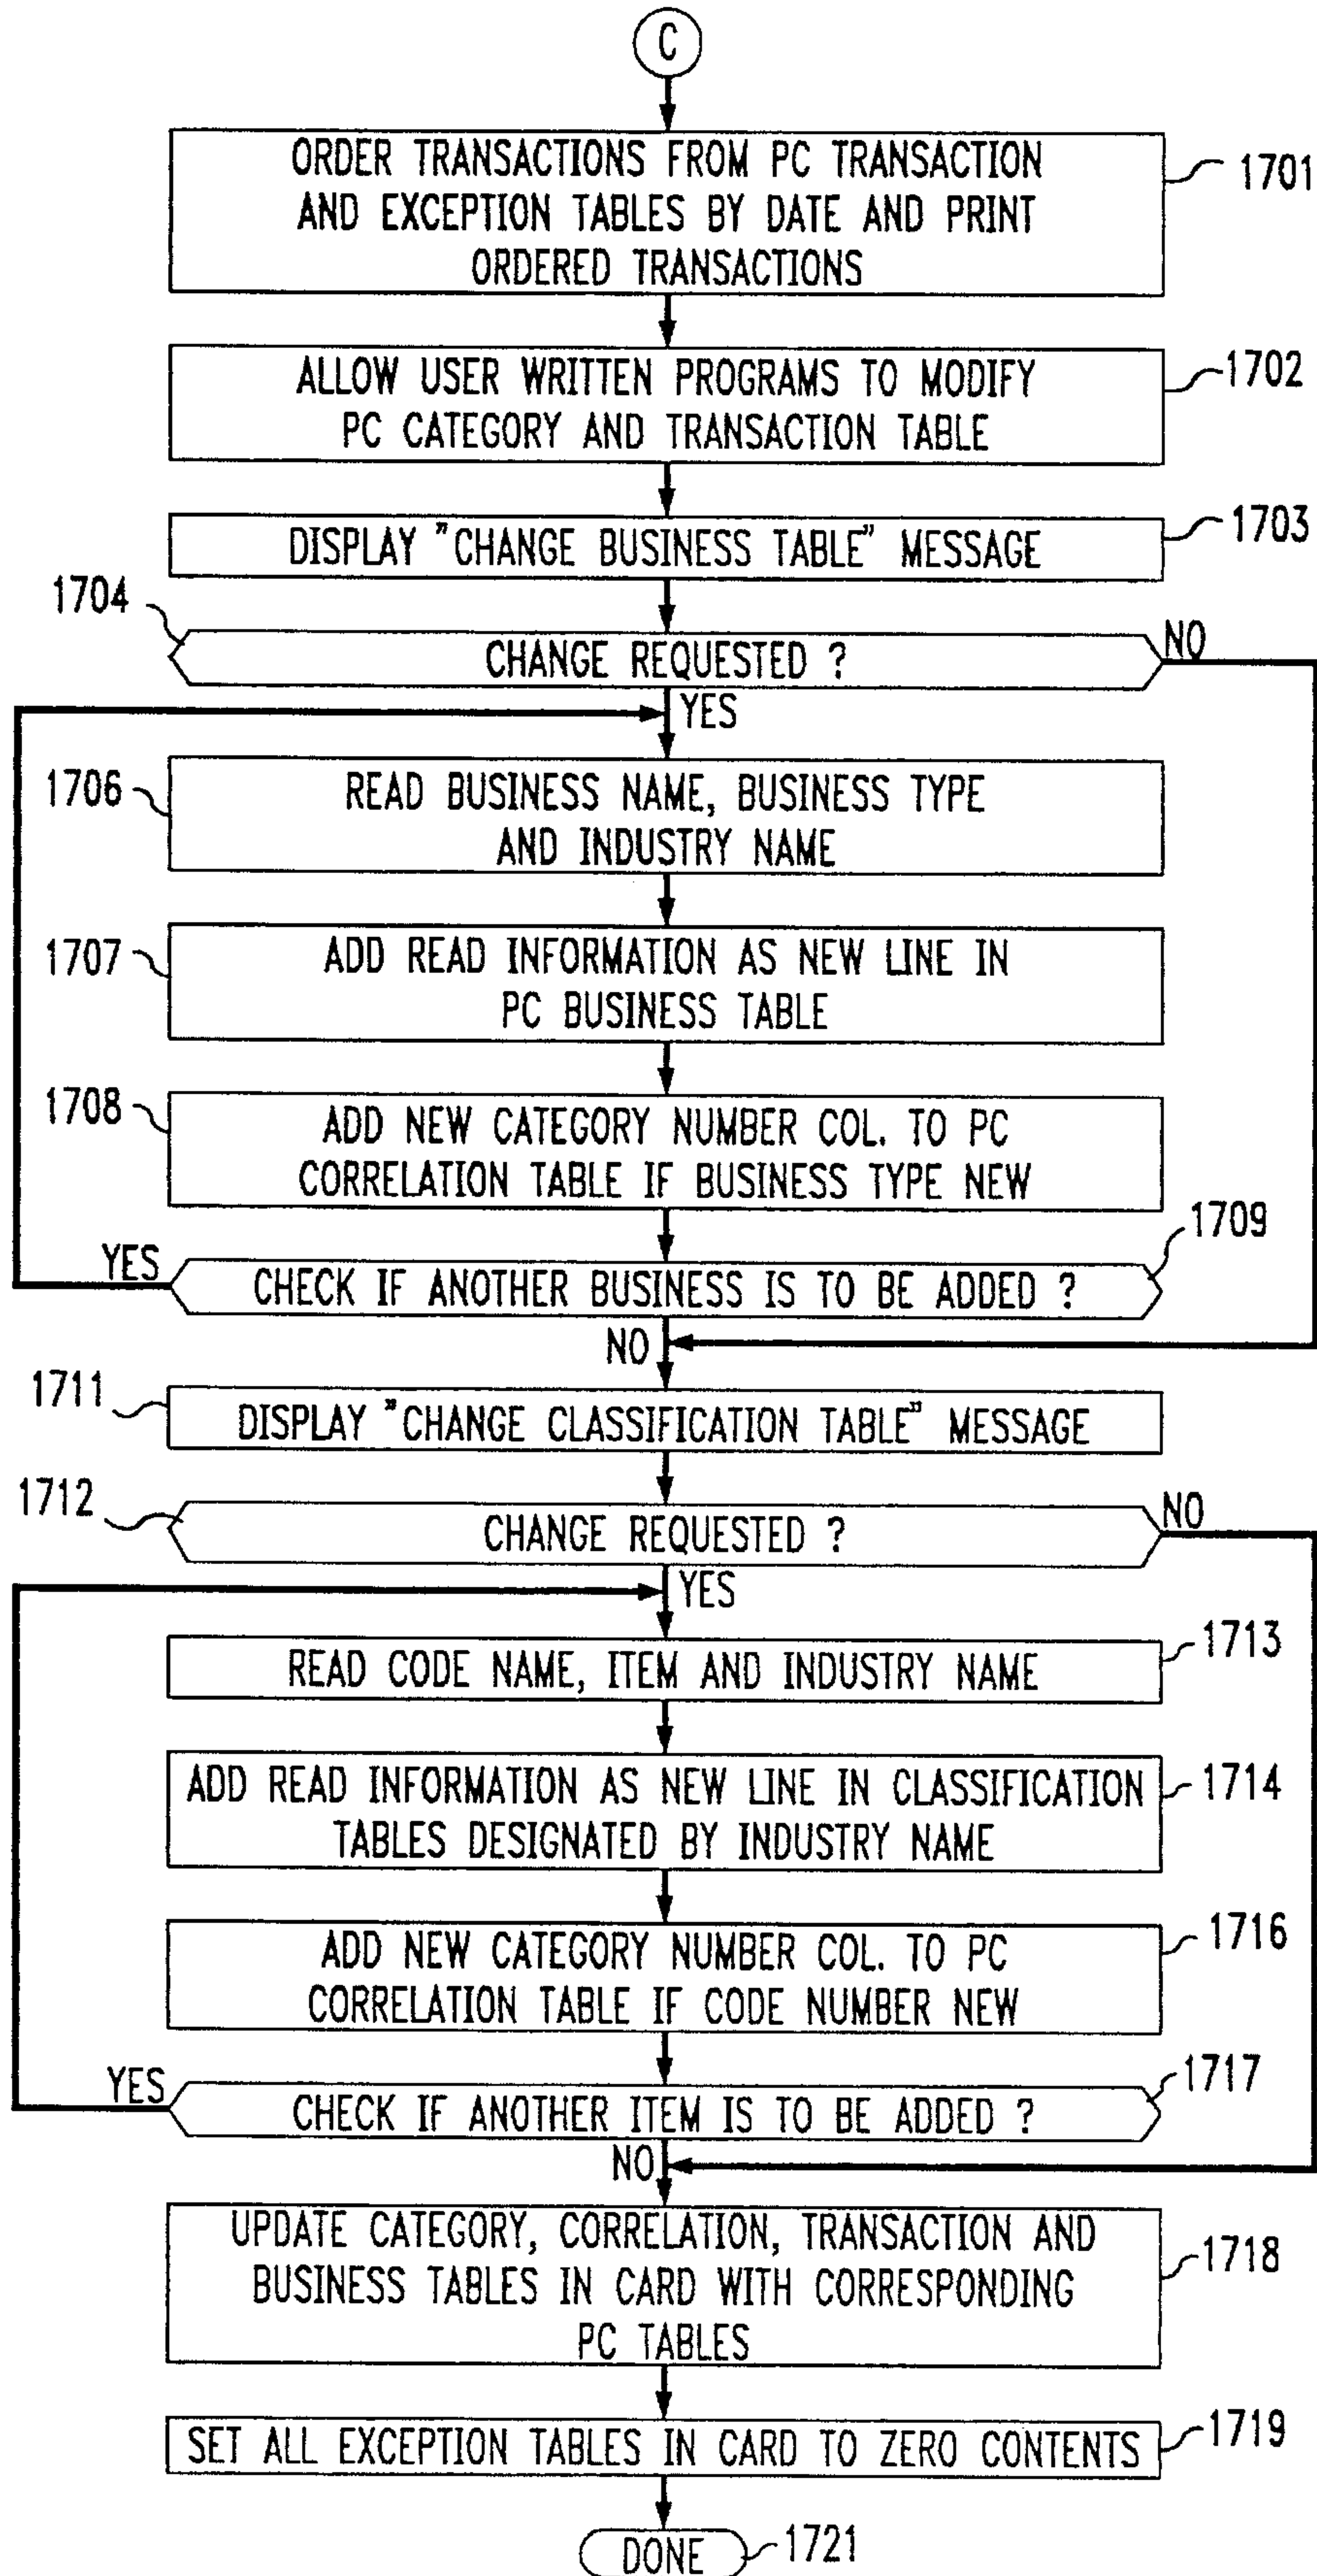 C
ORDER TRANSACTIONS FROM PC TRANSACTION
AND EXCEPTION TABLES BY DATE AND PRINT
ORDERED TRANSACTIONS
1701
ALLOW USER WRITTEN PROGRAMS TO MODIFY
PC CATEGORY AND TRANSACTION TABLE
1702
DISPLAY "CHANGE BUSINESS TABLE" MESSAGE
1703
1704
CHANGE REQUESTED ?
NO
YES
1706
READ BUSINESS NAME, BUSINESS TYPE
AND INDUSTRY NAME
1707
ADD READ INFORMATION AS NEW LINE IN
PC BUSINESS TABLE
1708
ADD NEW CATEGORY NUMBER COL. TO PC
CORRELATION TABLE IF BUSINESS TYPE NEW
1709
YES
CHECK IF ANOTHER BUSINESS IS TO BE ADDED ?
NO
1711
DISPLAY "CHANGE CLASSIFICATION TABLE" MESSAGE
1712
CHANGE REQUESTED ?
NO
YES
READ CODE NAME, ITEM AND INDUSTRY NAME
1713
ADD READ INFORMATION AS NEW LINE IN CLASSIFICATION
TABLES DESIGNATED BY INDUSTRY NAME
1714
ADD NEW CATEGORY NUMBER COL. TO PC
CORRELATION TABLE IF CODE NUMBER NEW
1716
YES
CHECK IF ANOTHER ITEM IS TO BE ADDED ?
1717
NO
UPDATE CATEGORY, CORRELATION, TRANSACTION AND
BUSINESS TABLES IN CARD WITH CORRESPONDING
PC TABLES
1718
SET ALL EXCEPTION TABLES IN CARD TO ZERO CONTENTS
1719
DONE
1721